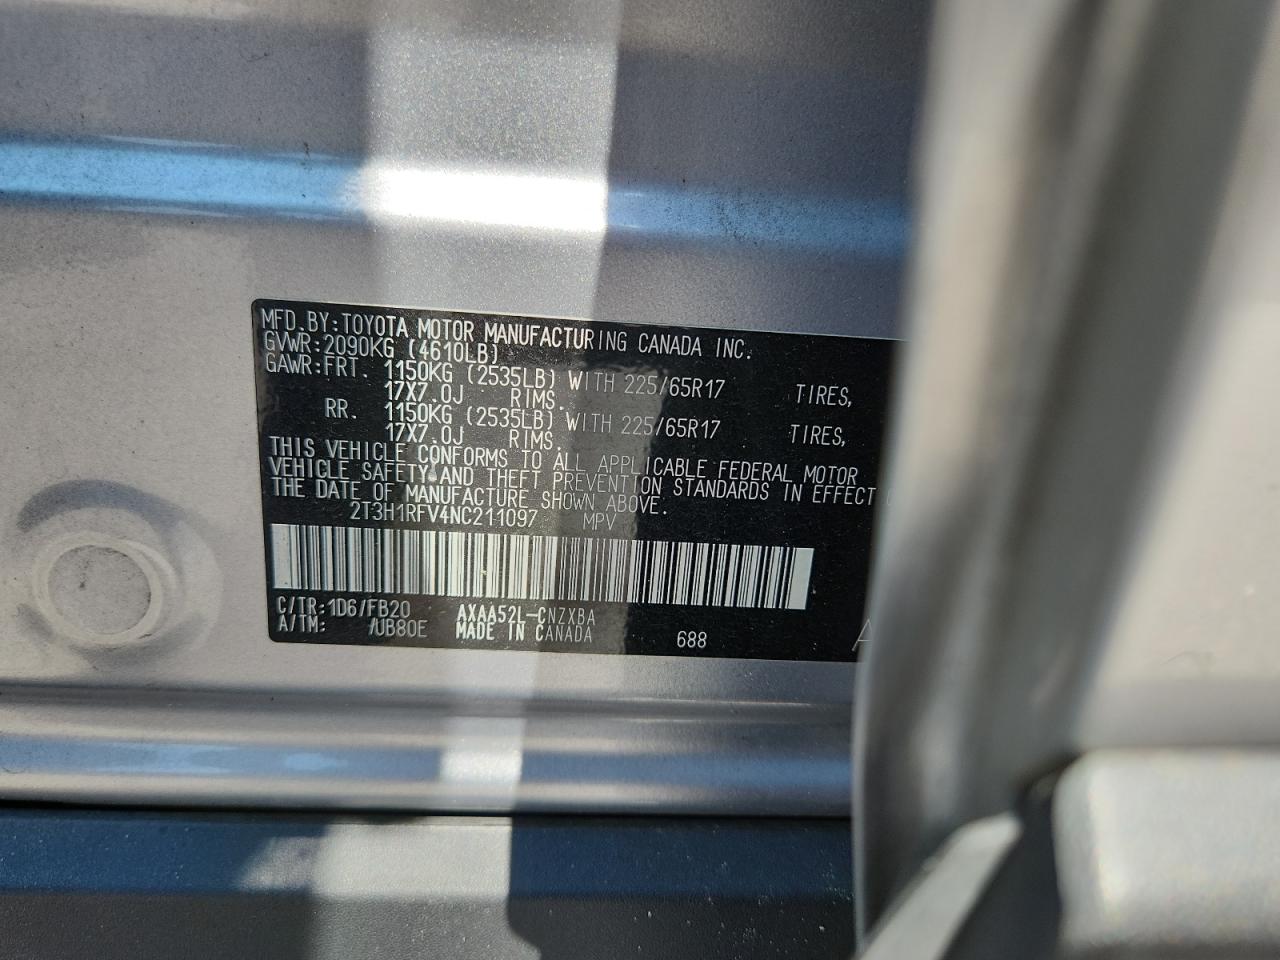 MFD.BY:TOYOTA MOTOR MANUFACTURING CANADA INC.
GVWR:2090KG (4610LB)
GAWR:FRT. 1150KG (2535LB) WITH 225/65R17 TIRES,
17X7.0J RIMS.
RR. 1150KG (2535LB) WITH 225/65R17 TIRES,
17X7.0J RIMS.
THIS VEHICLE CONFORMS TO ALL APPLICABLE FEDERAL MOTOR
VEHICLE SAFETY AND THEFT PREVENTION STANDARDS IN EFFECT
THE DATE OF MANUFACTURE SHOWN ABOVE.
2T3H1RFV4NC211097 MPV
C/TR:1D6/FB20 AXAA52L-CNZXBA
A/TM: /UB80E MADE IN CANADA 688